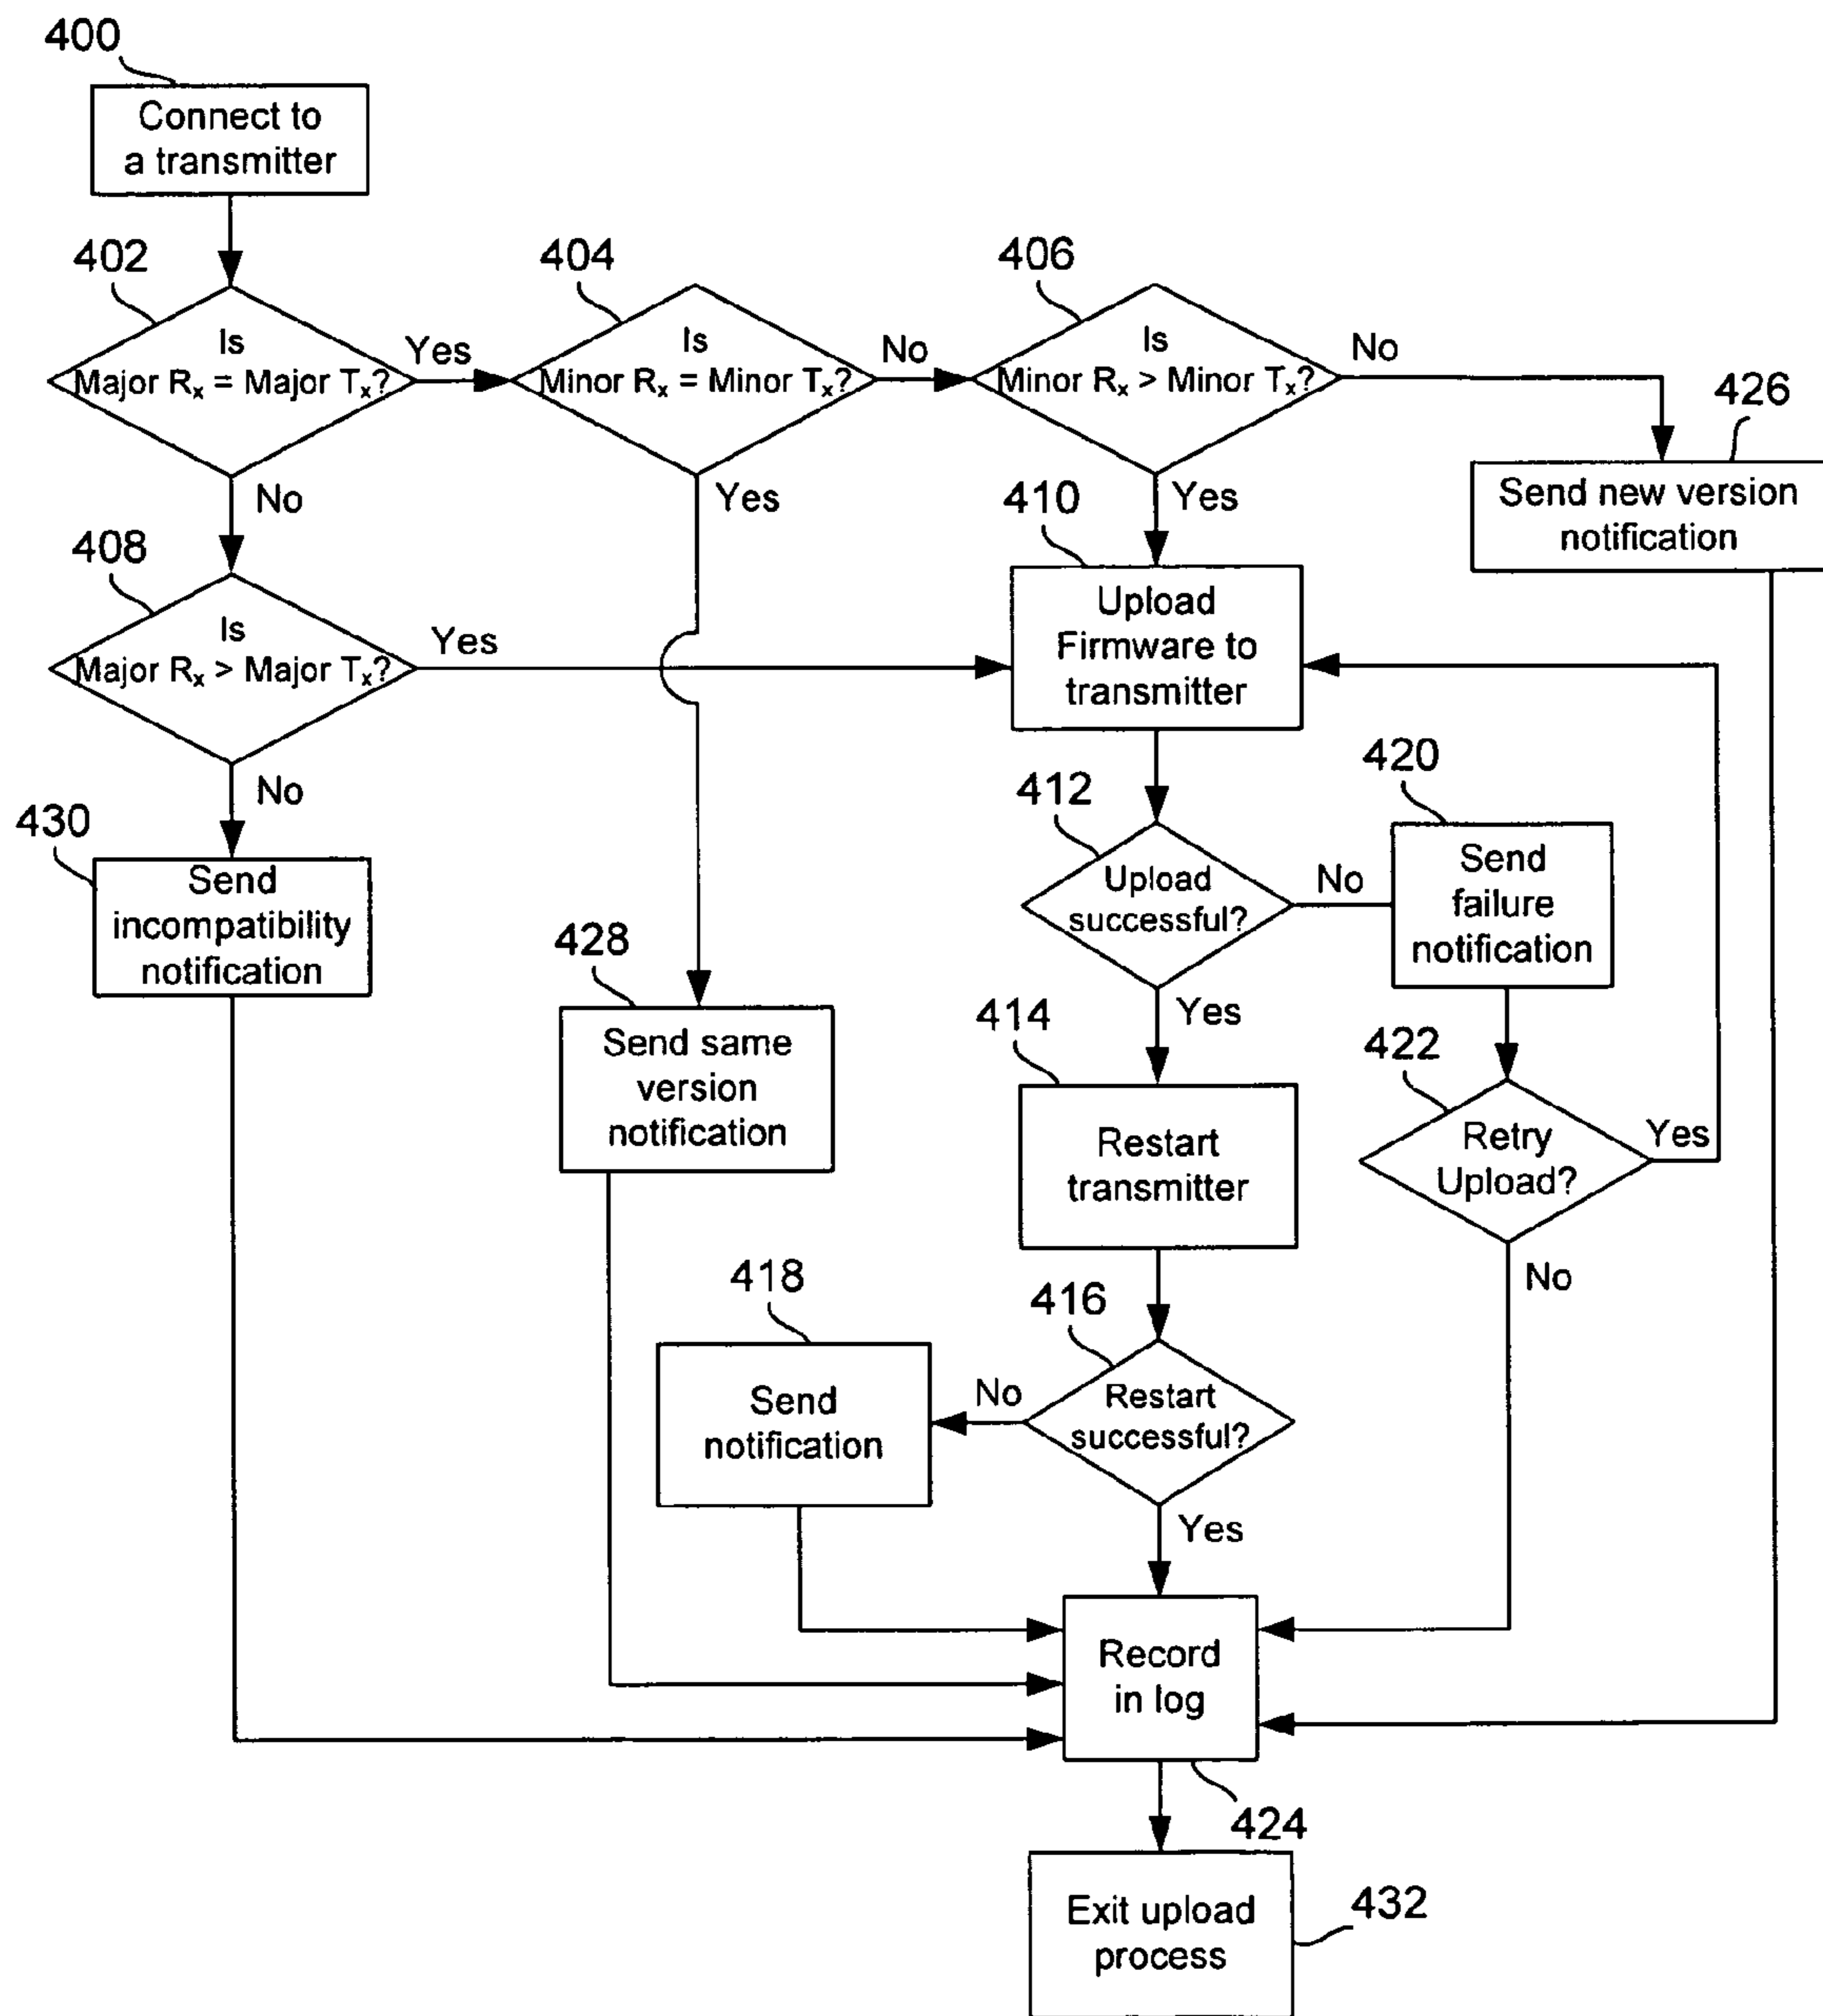 400
Connect to
a transmitter
402
404
406
Is
Major Rx = Major Tx?
Yes
Is
Minor Rx = Minor Tx?
No
Is
Minor Rx > Minor Tx?
No
426
Send new version
notification
No
Yes
Yes
408
410
Is
Major Rx > Major Tx?
Yes
Upload
Firmware to
transmitter
No
412
420
430
Send
incompatibility
notification
Upload
successful?
No
Send
failure
notification
428
Send same
version
notification
Yes
414
422
Restart
transmitter
Retry
Upload?
Yes
No
418
416
Send
notification
No
Restart
successful?
Yes
Record
in log
424
Exit upload
process
432